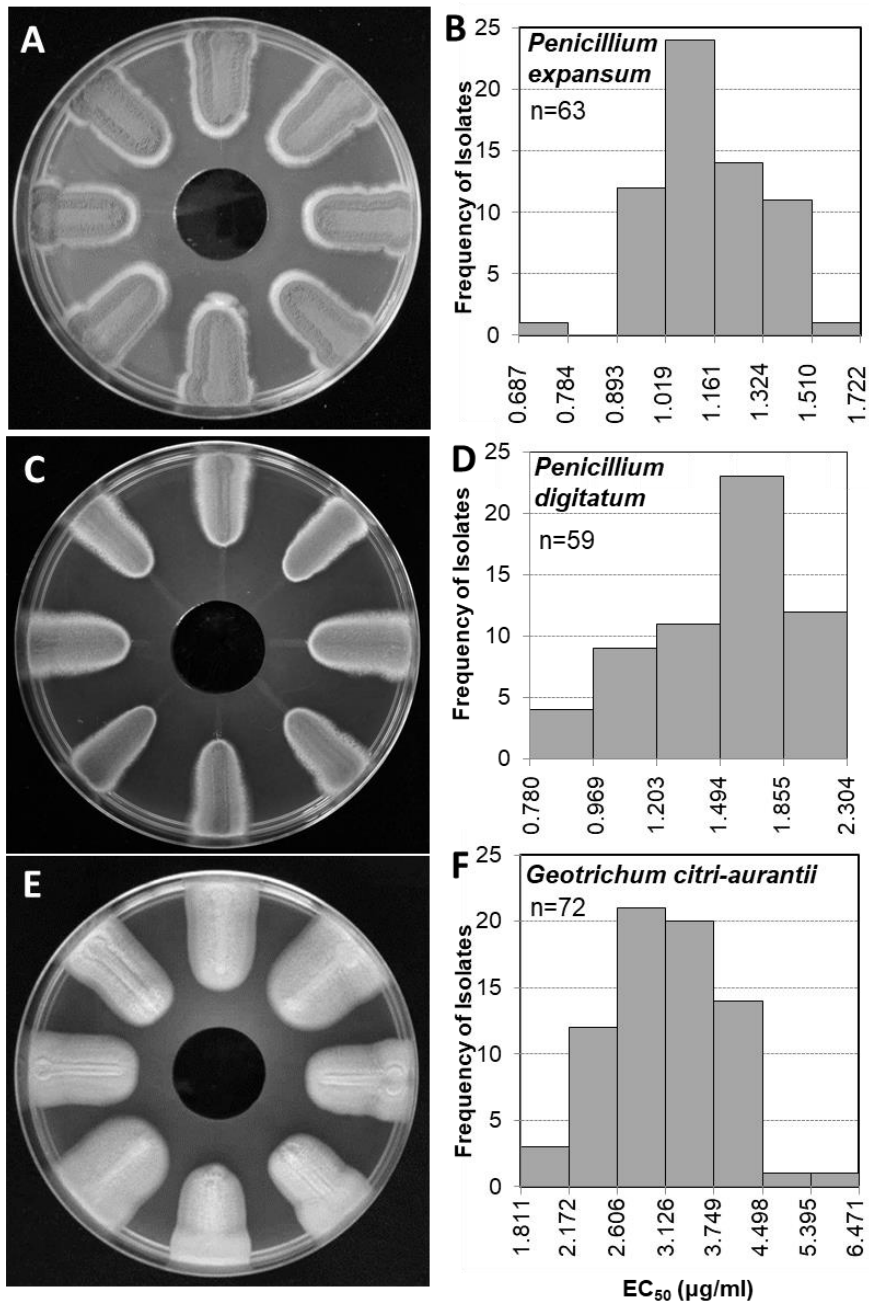 A
B
Frequency of Isolates
25
20
15
10
5
0
Penicillium
expansum
n=63
0.687
0.784
0.893
1.019
1.161
1.324
1.510
1.722
C
D
Frequency of Isolates
25
20
15
10
5
0
Penicillium
digitatum
n=59
0.780
0.969
1.203
1.494
1.855
2.304
E
F
Frequency of Isolates
25
20
15
10
5
0
Geotrichum citri-aurantii
n=72
1.811
2.172
2.606
3.126
3.749
4.498
5.395
6.471
EC₅₀ (µg/ml)